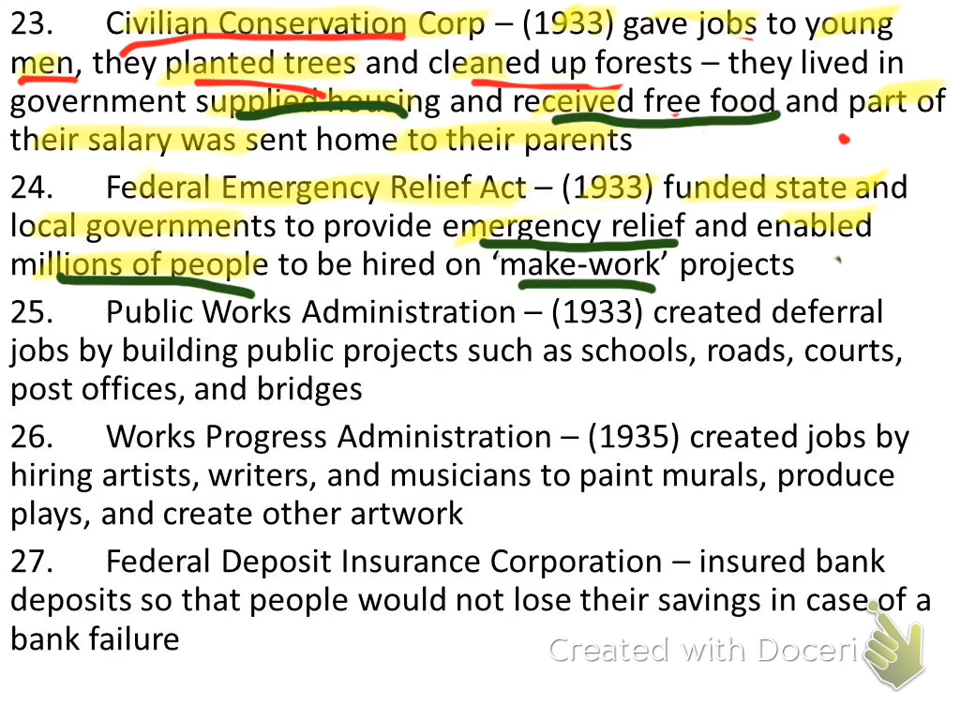 23. Civilian Conservation Corp – (1933) gave jobs to young
men, they planted trees and cleaned up forests – they lived in
government supplied housing and received free food and part of
their salary was sent home to their parents
24. Federal Emergency Relief Act – (1933) funded state and
local governments to provide emergency relief and enabled
millions of people to be hired on ‘make-work’ projects
25. Public Works Administration – (1933) created deferral
jobs by building public projects such as schools, roads, courts,
post offices, and bridges
26. Works Progress Administration – (1935) created jobs by
hiring artists, writers, and musicians to paint murals, produce
plays, and create other artwork
27. Federal Deposit Insurance Corporation – insured bank
deposits so that people would not lose their savings in case of a
bank failure
Created with Doceri